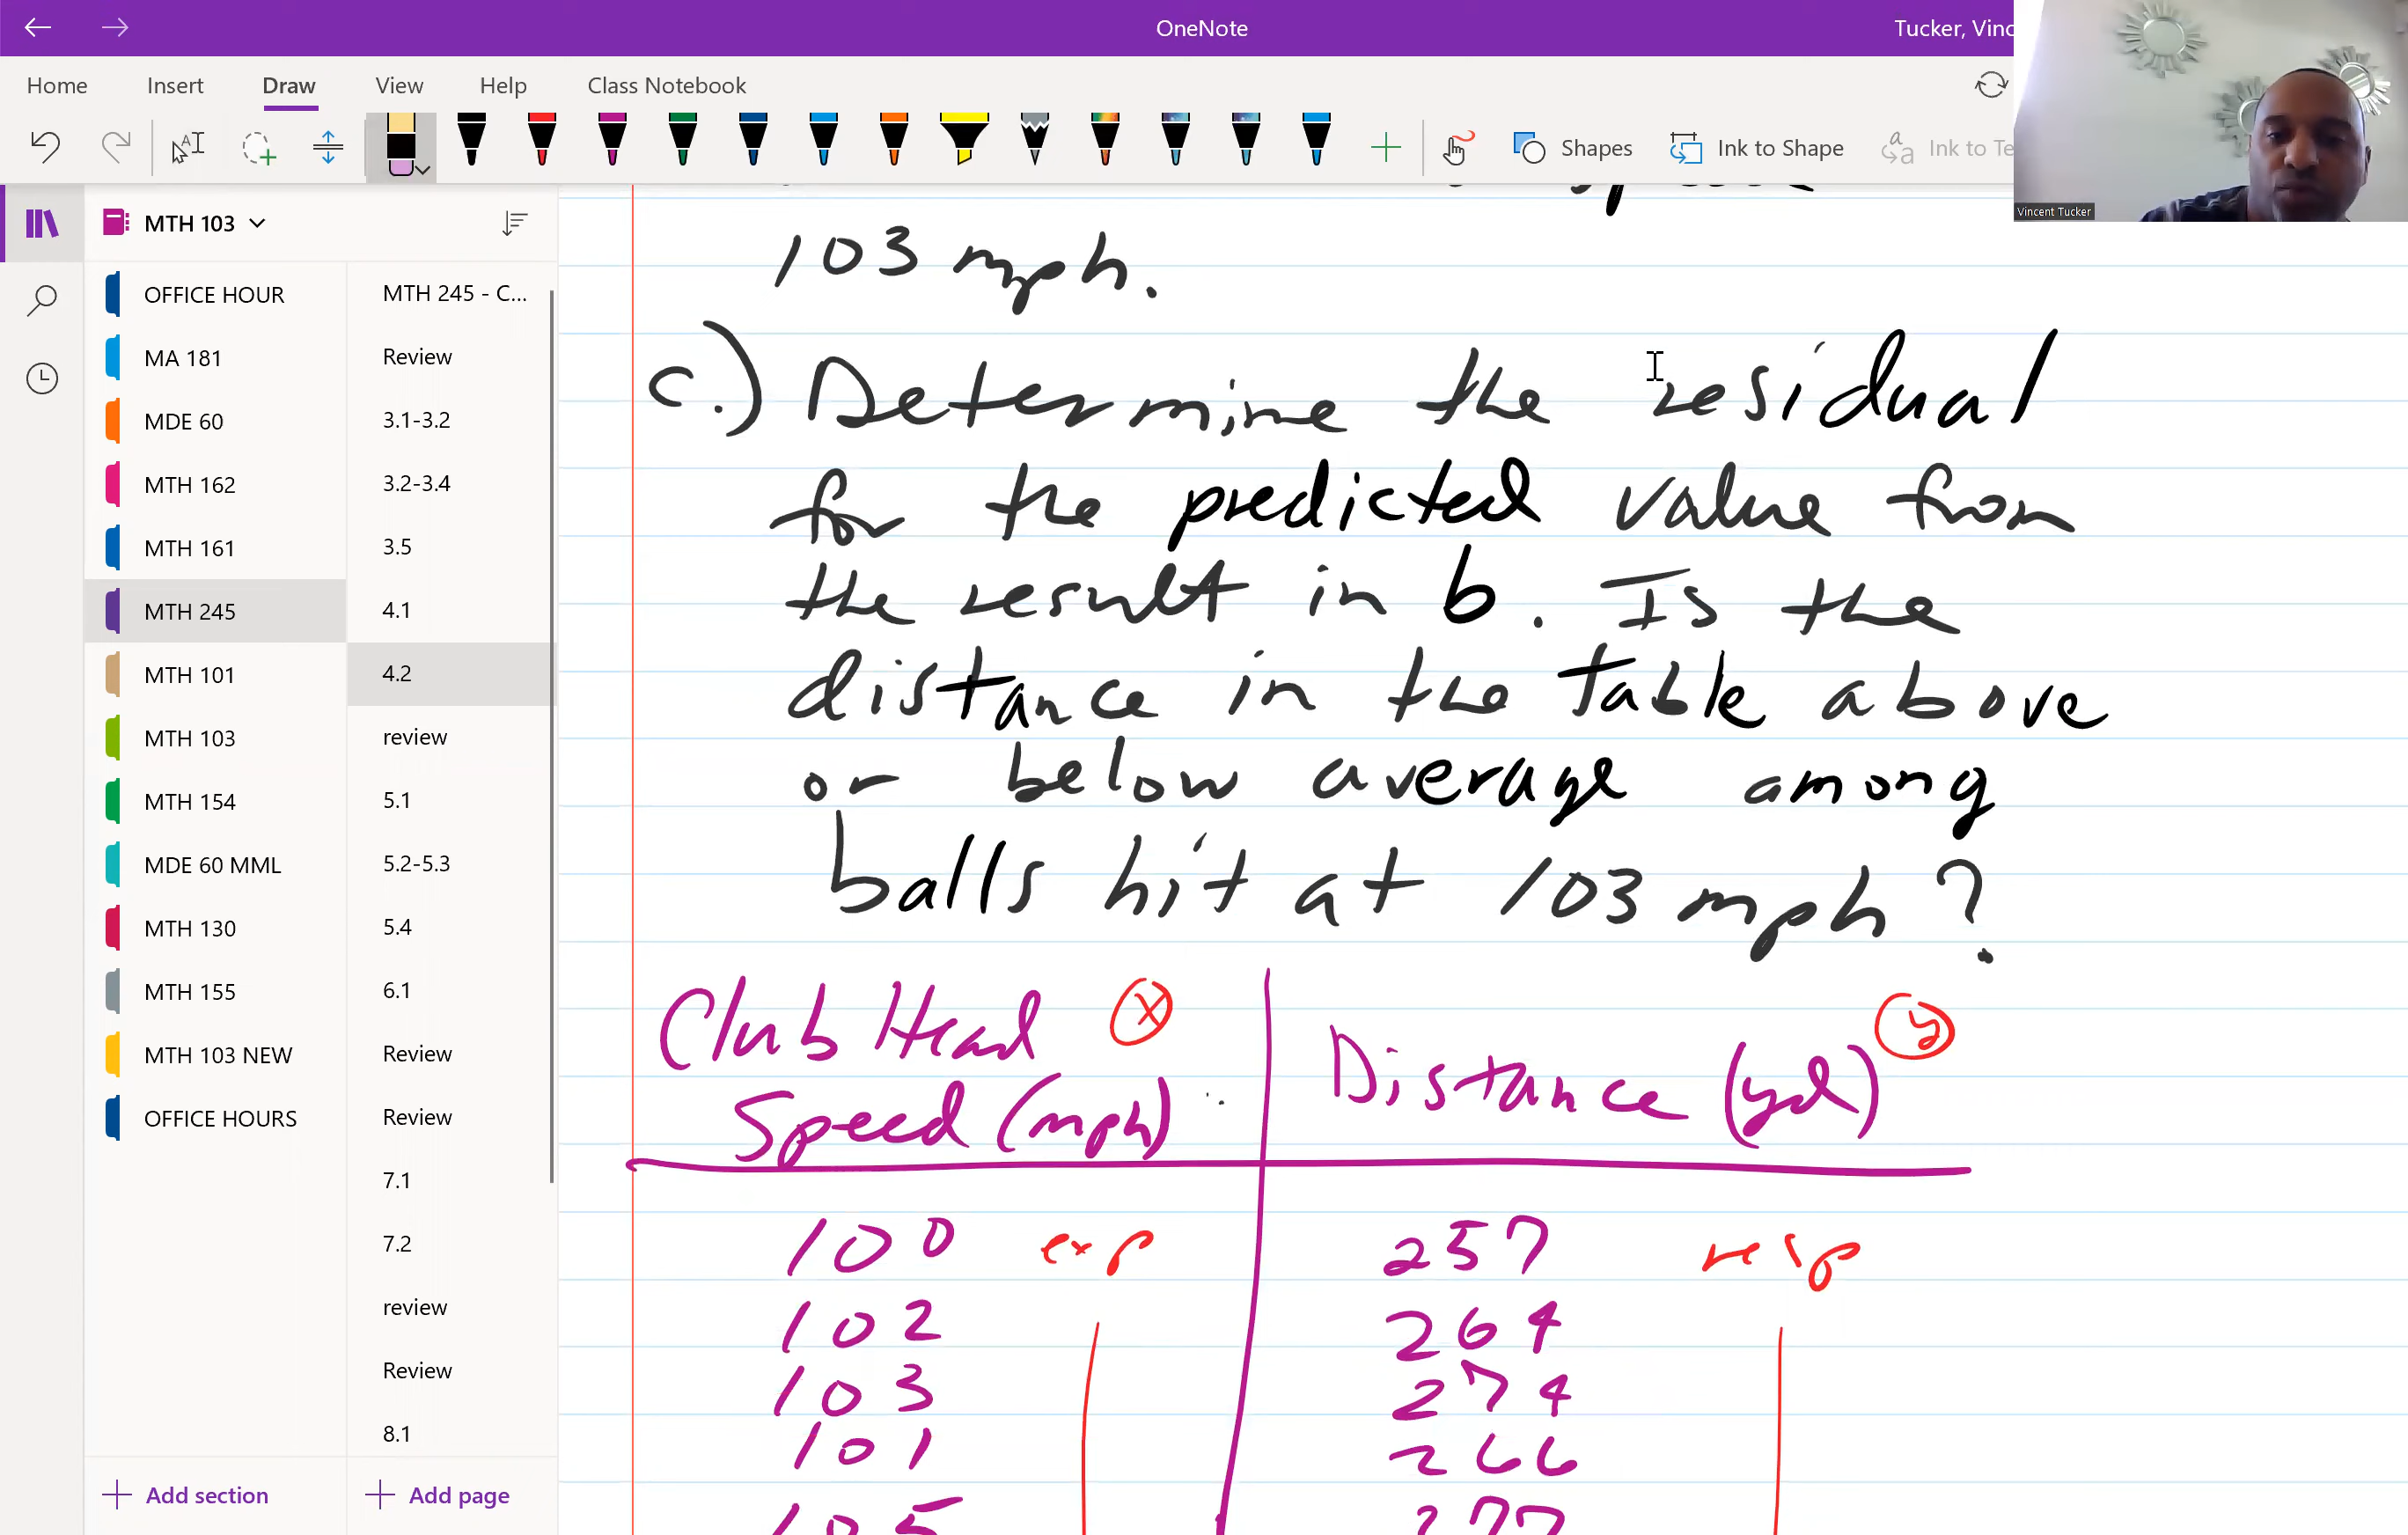 OneNote
Tucker, Vinc
Home Insert Draw View Help Class Notebook
Shapes Ink to Shape Ink to Te
Vincent Tucker
MTH 103
OFFICE HOUR
MA 181
MDE 60
MTH 162
MTH 161
MTH 245
MTH 101
MTH 103
MTH 154
MDE 60 MML
MTH 130
MTH 155
MTH 103 NEW
OFFICE HOURS
Add section
MTH 245 - C...
Review
3.1-3.2
3.2-3.4
3.5
4.1
4.2
review
5.1
5.2-5.3
5.4
6.1
Review
Review
7.1
7.2
review
Review
8.1
Add page
103 mph.
c.) Determine the residual
for the predicted value from
the result in b. Is the
distance in the table above
or below average among
balls hit at 103 mph?
Club Head x Distance (yd) y
Speed (mph)
100 exp 257 resp
102 264
103 274
101 266
105 277